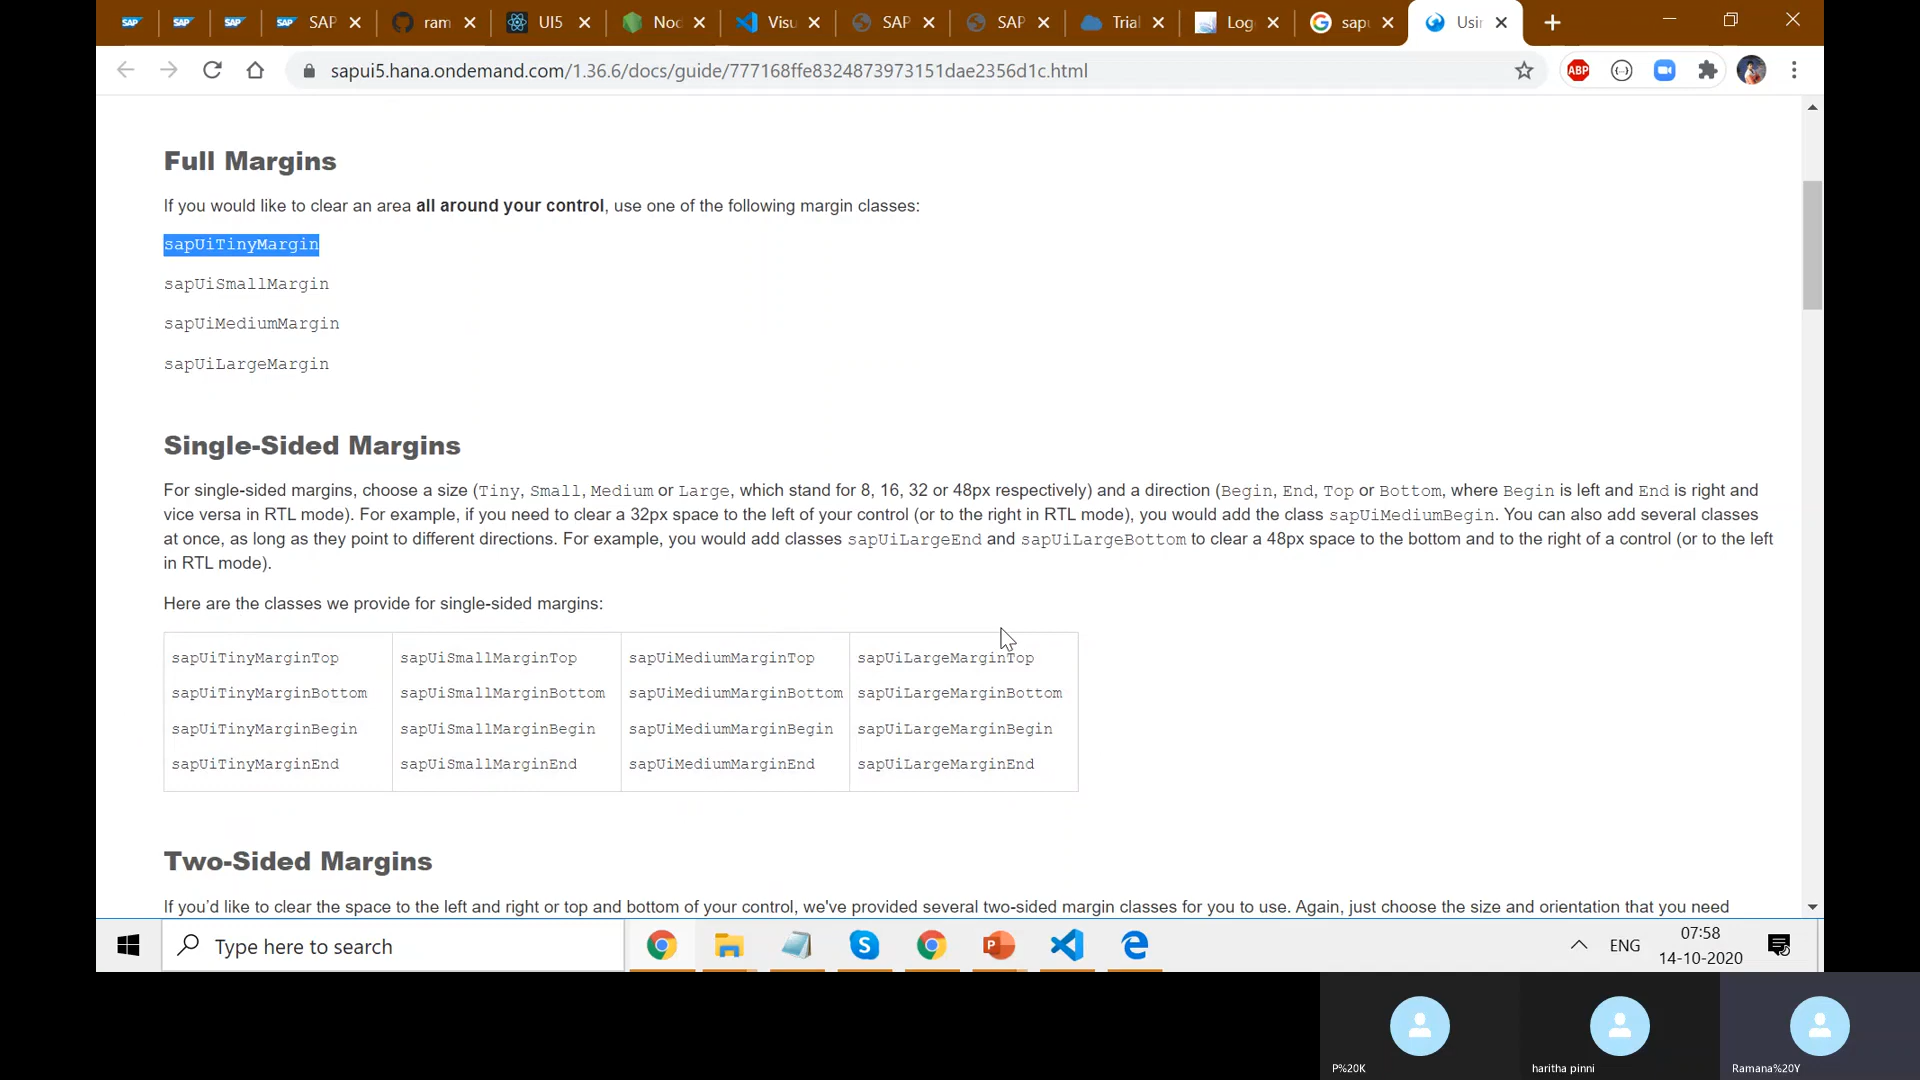 SAP
SAP
SAP
SAP SAP
ram
UI5
Noc
Visu
SAP
SAP
Trial
Log
sapu
Usin
sapui5.hana.ondemand.com/1.36.6/docs/guide/777168ffe8324873973151dae2356d1c.html
ABP
Full Margins
If you would like to clear an area all around your control, use one of the following margin classes:
sapUiTinyMargin
sapUiSmallMargin
sapUiMediumMargin
sapUiLargeMargin
Single-Sided Margins
For single-sided margins, choose a size (Tiny, Small, Medium or Large, which stand for 8, 16, 32 or 48px respectively) and a direction (Begin, End, Top or Bottom, where Begin is left and End is right and
vice versa in RTL mode). For example, if you need to clear a 32px space to the left of your control (or to the right in RTL mode), you would add the class sapUiMediumBegin. You can also add several classes
at once, as long as they point to different directions. For example, you would add classes sapUiLargeEnd and sapUiLargeBottom to clear a 48px space to the bottom and to the right of a control (or to the left
in RTL mode).
Here are the classes we provide for single-sided margins:
sapUiTinyMarginTop sapUiSmallMarginTop sapUiMediumMarginTop sapUiLargeMarginTop
sapUiTinyMarginBottom sapUiSmallMarginBottom sapUiMediumMarginBottom sapUiLargeMarginBottom
sapUiTinyMarginBegin sapUiSmallMarginBegin sapUiMediumMarginBegin sapUiLargeMarginBegin
sapUiTinyMarginEnd sapUiSmallMarginEnd sapUiMediumMarginEnd sapUiLargeMarginEnd
Two-Sided Margins
If you'd like to clear the space to the left and right or top and bottom of your control, we've provided several two-sided margin classes for you to use. Again, just choose the size and orientation that you need
Type here to search
ENG
07:58
14-10-2020
P%20K
haritha pinni
Ramana%20Y